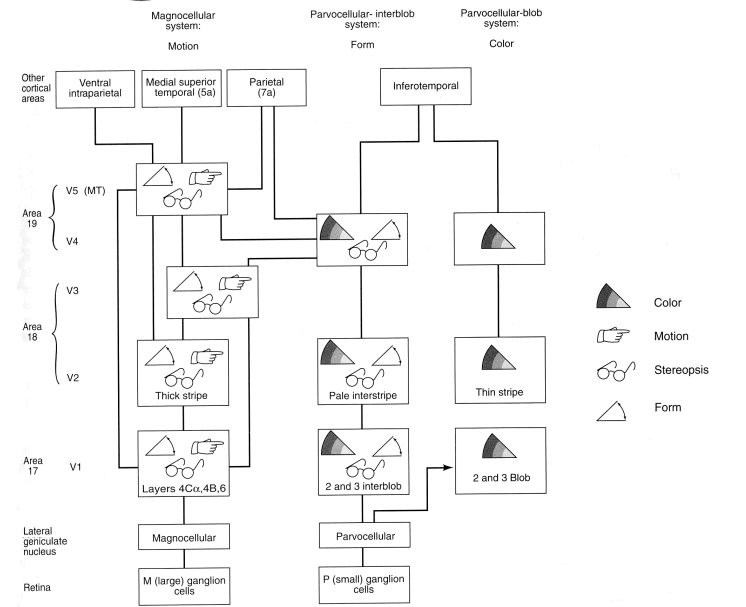 Magnocellular
system:
Motion
Parvocellular- interblob
system:
Form
Parvocellular-blob
system:
Color
Other
cortical
areas
Ventral
intraparietal
Medial superior
temporal (5a)
Parietal
(7a)
Inferotemporal
Area
19
V5 (MT)
V4
Area
18
V3
V2
Thick stripe
Pale interstripe
Thin stripe
Color
Motion
Stereopsis
Form
Area
17
V1
Layers 4Cα,4B,6
2 and 3 interblob
2 and 3 Blob
Lateral
geniculate
nucleus
Magnocellular
Parvocellular
Retina
M (large) ganglion
cells
P (small) ganglion
cells